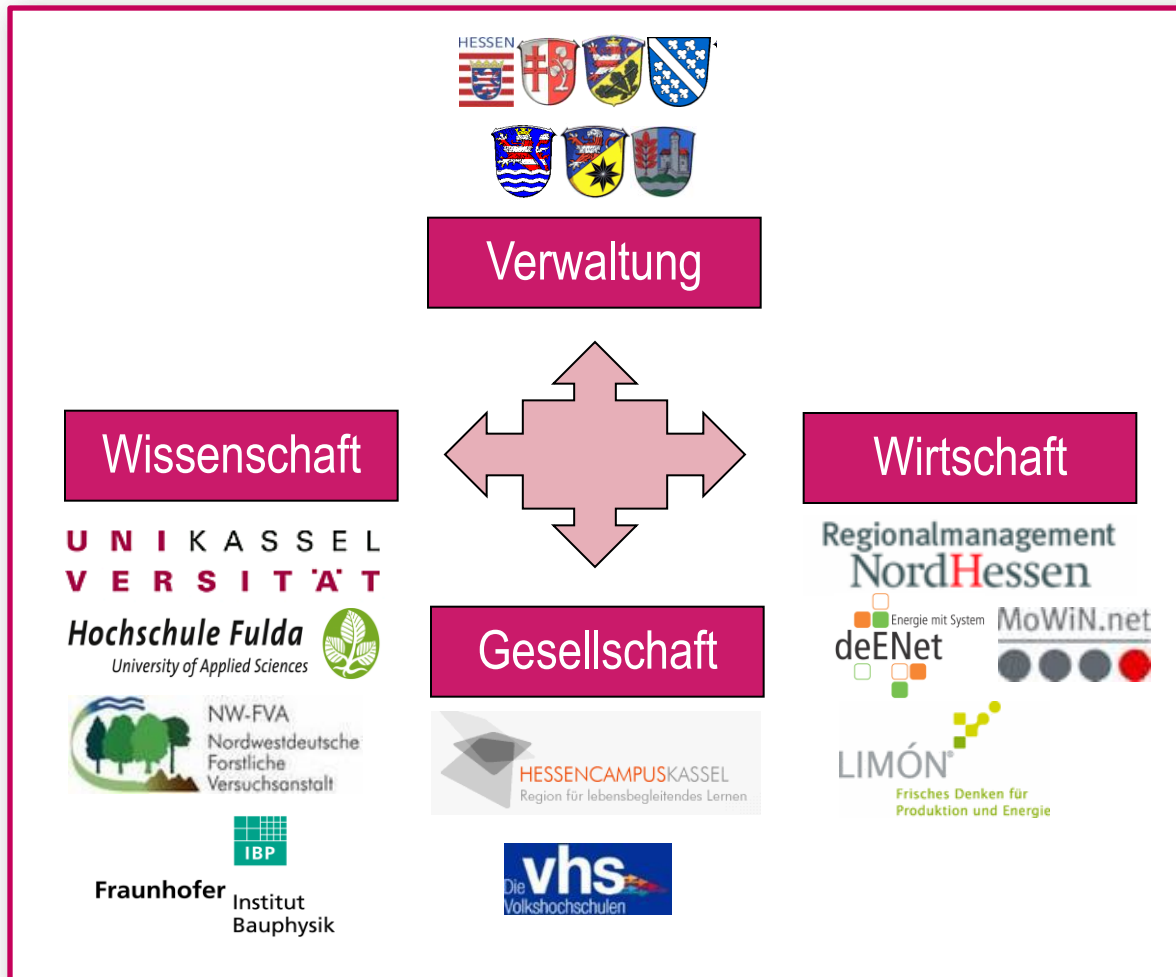 HESSEN
Verwaltung
Wissenschaft
Wirtschaft
UNIKASSEL
VERSITÄT
Hochschule Fulda
University of Applied Sciences
NW-FVA
Nordwestdeutsche
Forstliche
Versuchsanstalt
IBP
Fraunhofer
Institut
Bauphysik
Gesellschaft
HESSENCAMPUSKASSEL
Region für lebensbegleitendes Lernen
Die vhs
Volkshochschulen
Regionalmanagement
NordHessen
Energie mit System
deENet
MoWiN.net
LIMÓN®
Frisches Denken für
Produktion und Energie